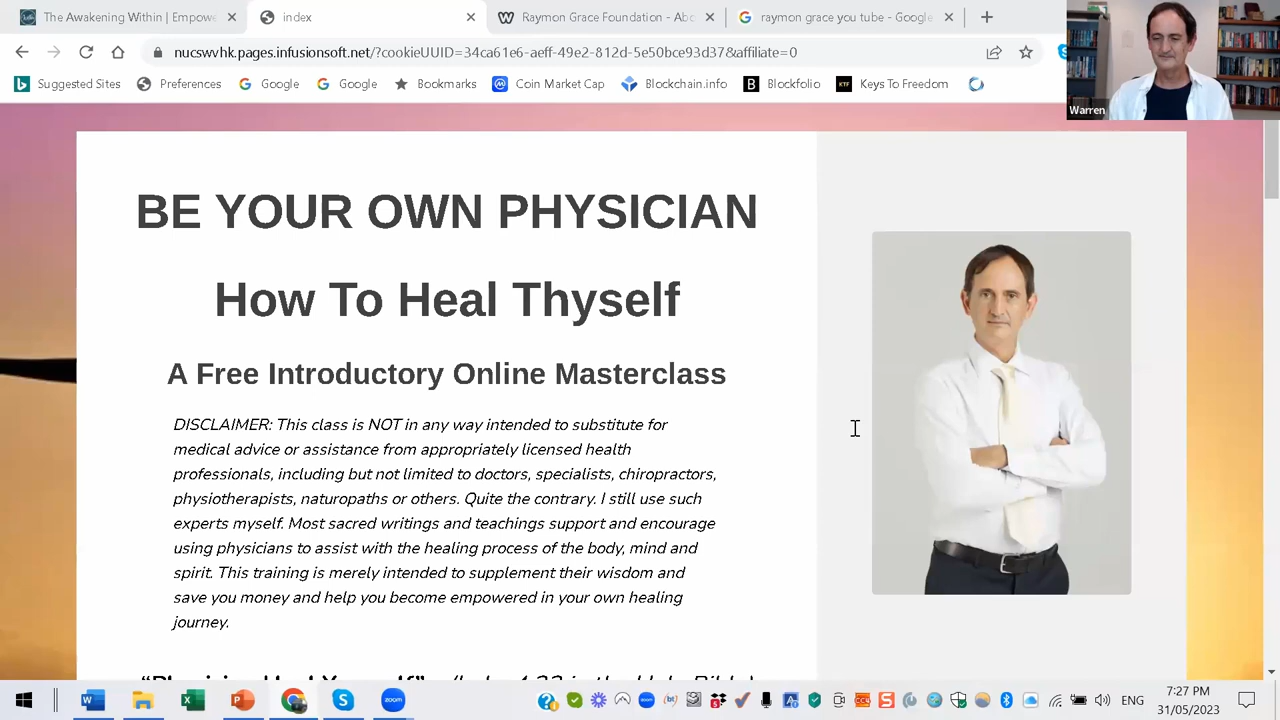 The Awakening Within | Empowe
index
Raymon Grace Foundation - Abo
raymon grace you tube - Google
nucswvhk.pages.infusionsoft.net/?cookieUUID=34ca61e6-aeff-49e2-812d-5e50bce93d37&affiliate=0
Suggested Sites
Preferences
Google
Google
Bookmarks
Coin Market Cap
Blockchain.info
Blockfolio
KTF
Keys To Freedom
Warren
BE YOUR OWN PHYSICIAN
How To Heal Thyself
A Free Introductory Online Masterclass
DISCLAIMER: This class is NOT in any way intended to substitute for
medical advice or assistance from appropriately licensed health
professionals, including but not limited to doctors, specialists, chiropractors,
physiotherapists, naturopaths or others. Quite the contrary. I still use such
experts myself. Most sacred writings and teachings support and encourage
using physicians to assist with the healing process of the body, mind and
spirit. This training is merely intended to supplement their wisdom and
save you money and help you become empowered in your own healing
journey.
zoom
ENG
7:27 PM
31/05/2023